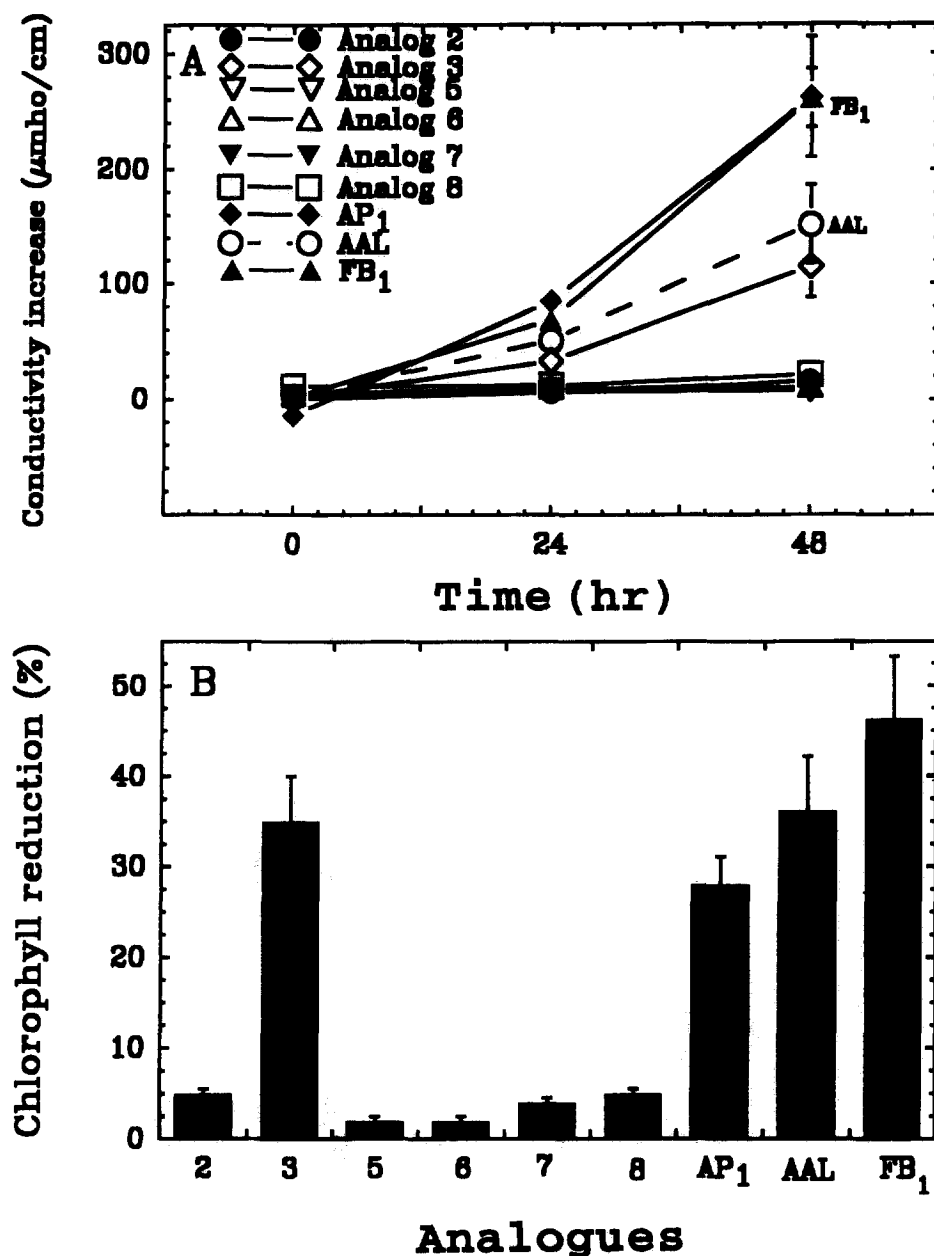 A
Analog 2
Analog 3
Analog 5
Analog 6
Analog 7
Analog 8
AP1
AAL
FB1
FB1
AAL
Conductivity increase (μmho/cm)
300
200
100
0
0 24 48
Time (hr)
B
Chlorophyll reduction (%)
50
40
30
20
10
0
2 3 5 6 7 8 AP1 AAL FB1
Analogues